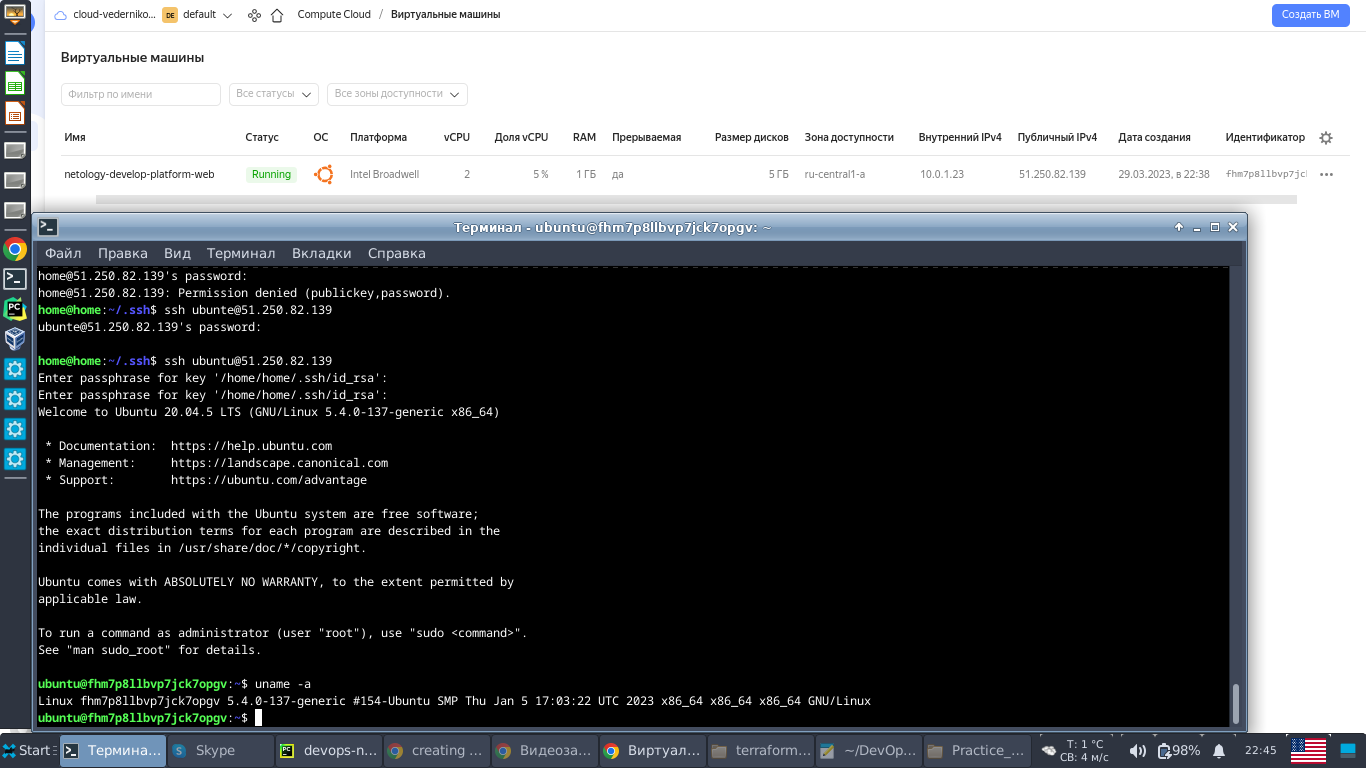 cloud-vederniko... DE default Compute Cloud / Виртуальные машины Создать ВМ
Виртуальные машины
Фильтр по имени Все статусы Все зоны доступности
Имя Статус ОС Платформа vCPU Доля vCPU RAM Прерываемая Размер дисков Зона доступности Внутренний IPv4 Публичный IPv4 Дата создания Идентификатор
netology-develop-platform-web Running Intel Broadwell 2 5 % 1 ГБ да 5 ГБ ru-central1-a 10.0.1.23 51.250.82.139 29.03.2023, в 22:38 fhm7p8llbvp7jc
Терминал - ubuntu@fhm7p8llbvp7jck7opgv: ~
Файл Правка Вид Терминал Вкладки Справка
home@51.250.82.139's password:
home@51.250.82.139: Permission denied (publickey,password).
home@home:~/.ssh$ ssh ubunte@51.250.82.139
ubunte@51.250.82.139's password:
home@home:~/.ssh$ ssh ubuntu@51.250.82.139
Enter passphrase for key '/home/home/.ssh/id_rsa':
Enter passphrase for key '/home/home/.ssh/id_rsa':
Welcome to Ubuntu 20.04.5 LTS (GNU/Linux 5.4.0-137-generic x86_64)
* Documentation: https://help.ubuntu.com
* Management: https://landscape.canonical.com
* Support: https://ubuntu.com/advantage
The programs included with the Ubuntu system are free software;
the exact distribution terms for each program are described in the
individual files in /usr/share/doc/*/copyright.
Ubuntu comes with ABSOLUTELY NO WARRANTY, to the extent permitted by
applicable law.
To run a command as administrator (user "root"), use "sudo <command>".
See "man sudo_root" for details.
ubuntu@fhm7p8llbvp7jck7opgv:~$ uname -a
Linux fhm7p8llbvp7jck7opgv 5.4.0-137-generic #154-Ubuntu SMP Thu Jan 5 17:03:22 UTC 2023 x86_64 x86_64 x86_64 GNU/Linux
ubuntu@fhm7p8llbvp7jck7opgv:~$
Start Термина... Skype devops-n... creating ... Видеоза... Виртуал... terraform... ~/DevOp... Practice_... Т: 1 °C 98% 22:45
СВ: 4 м/с